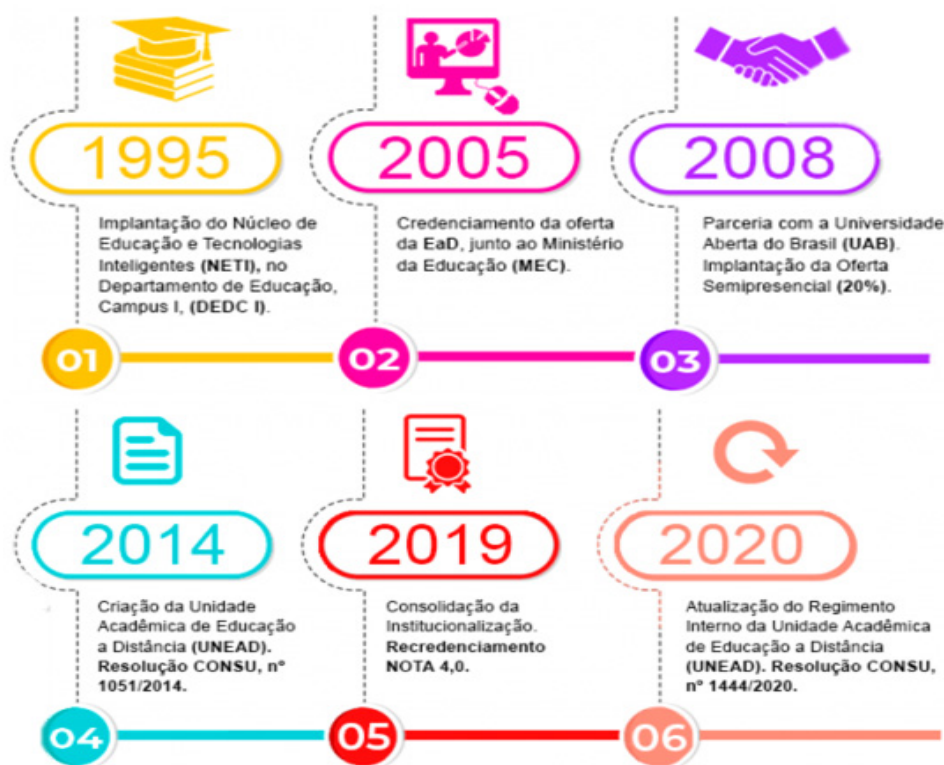 1995
Implantação do Núcleo de
Educação e Tecnologias
Inteligentes (NETI), no
Departamento de Educação,
Campus I, (DEDC I).
01
2005
Credenciamento da oferta
da EaD, junto ao Ministério
da Educação (MEC).
02
2008
Parceria com a Universidade
Aberta do Brasil (UAB).
Implantação da Oferta
Semipresencial (20%).
03
2014
Criação da Unidade
Acadêmica de Educação
a Distância (UNEAD).
Resolução CONSU, nº
1051/2014.
04
2019
Consolidação da
Institucionalização.
Recredenciamento
NOTA 4,0.
05
2020
Atualização do Regimento
Interno da Unidade Acadêmica
de Educação a Distância
(UNEAD). Resolução CONSU,
nº 1444/2020.
06